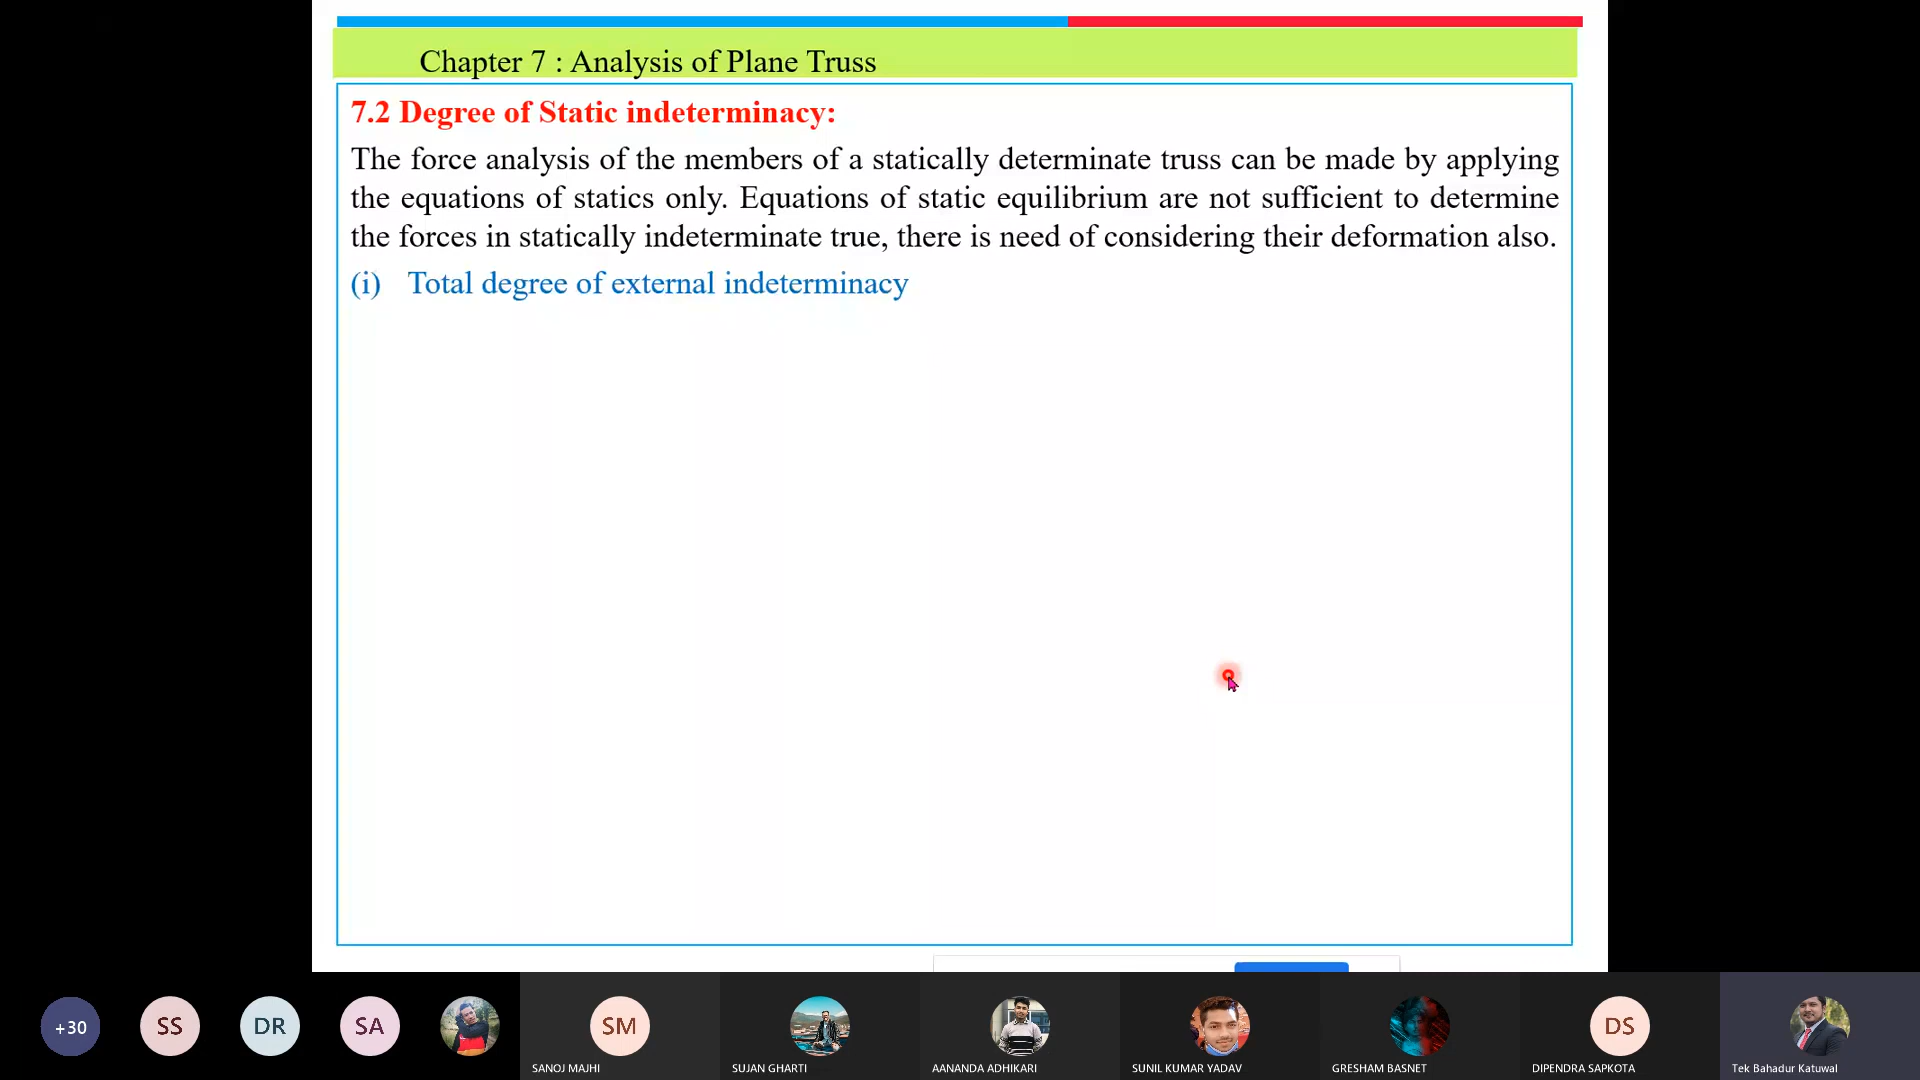 Chapter 7 : Analysis of Plane Truss
7.2 Degree of Static indeterminacy:
The force analysis of the members of a statically determinate truss can be made by applying
the equations of statics only. Equations of static equilibrium are not sufficient to determine
the forces in statically indeterminate true, there is need of considering their deformation also.
(i) Total degree of external indeterminacy
+30
SS
DR
SA
SM
DS
SANOJ MAJHI
SUJAN GHARTI
AANANDA ADHIKARI
SUNIL KUMAR YADAV
GRESHAM BASNET
DIPENDRA SAPKOTA
Tek Bahadur Katuwal